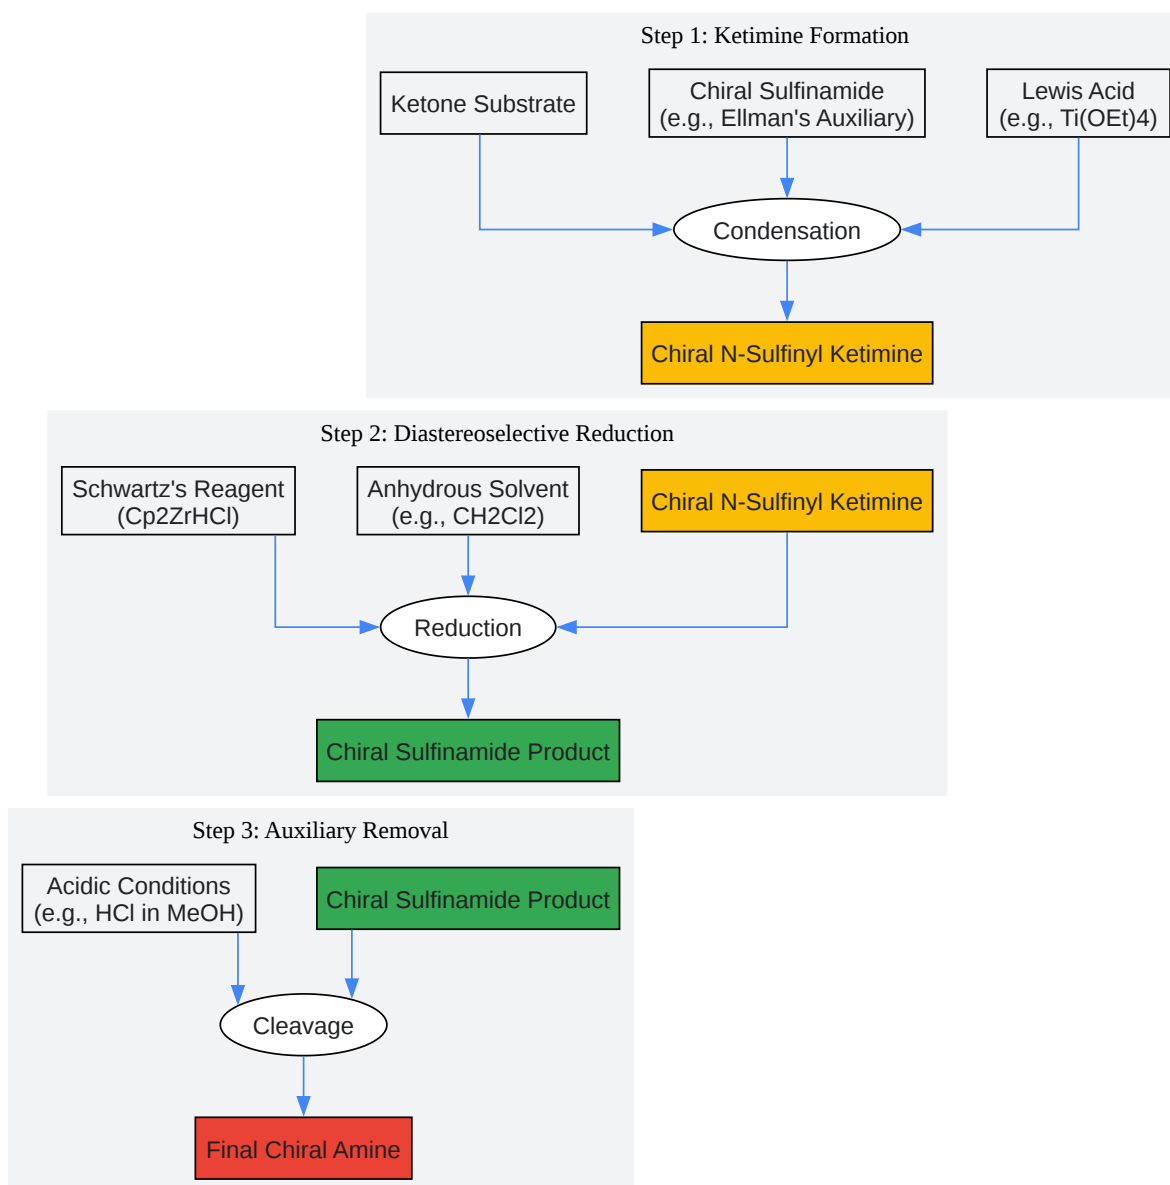 Step 1: Ketimine Formation
Ketone Substrate
Chiral Sulfinamide
(e.g., Ellman's Auxiliary)
Lewis Acid
(e.g., Ti(OEt)4)
Condensation
Chiral N-Sulfinyl Ketimine
Step 2: Diastereoselective Reduction
Schwartz's Reagent
(Cp2ZrHCl)
Anhydrous Solvent
(e.g., CH2Cl2)
Chiral N-Sulfinyl Ketimine
Reduction
Chiral Sulfinamide Product
Step 3: Auxiliary Removal
Acidic Conditions
(e.g., HCl in MeOH)
Chiral Sulfinamide Product
Cleavage
Final Chiral Amine